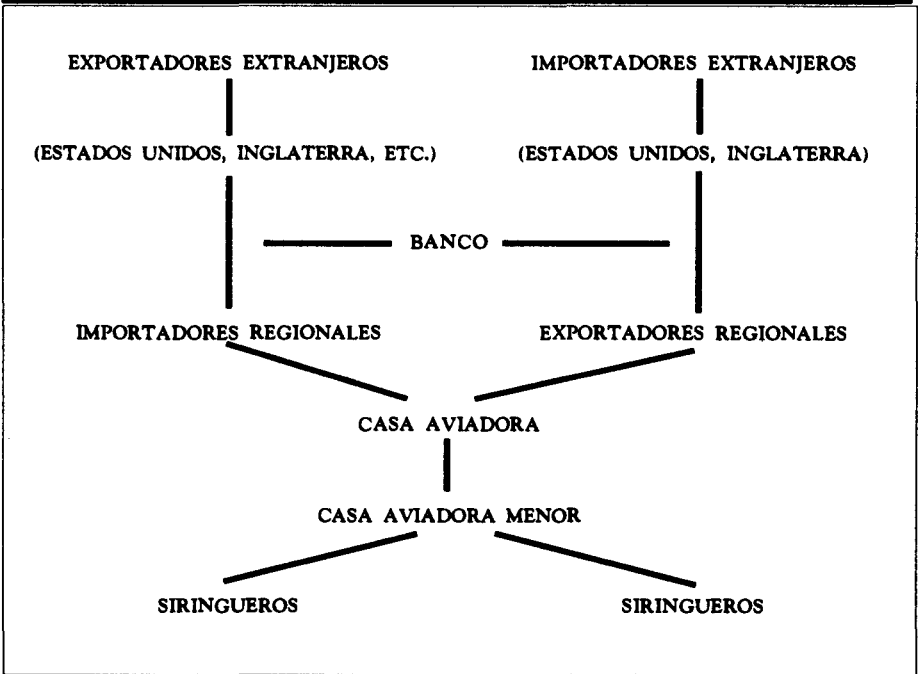 EXPORTADORES EXTRANJEROS
IMPORTADORES EXTRANJEROS
(ESTADOS UNIDOS, INGLATERRA, ETC.)
(ESTADOS UNIDOS, INGLATERRA)
BANCO
IMPORTADORES REGIONALES
EXPORTADORES REGIONALES
CASA AVIADORA
CASA AVIADORA MENOR
SIRINGUEROS
SIRINGUEROS